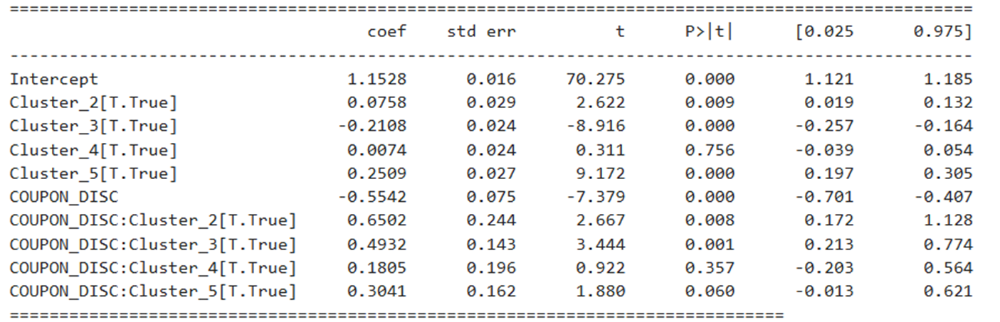 ==================================================================================================
coef std err t P>|t| [0.025 0.975]
--------------------------------------------------------------------------------------------------
Intercept 1.1528 0.016 70.275 0.000 1.121 1.185
Cluster_2[T.True] 0.0758 0.029 2.622 0.009 0.019 0.132
Cluster_3[T.True] -0.2108 0.024 -8.916 0.000 -0.257 -0.164
Cluster_4[T.True] 0.0074 0.024 0.311 0.756 -0.039 0.054
Cluster_5[T.True] 0.2509 0.027 9.172 0.000 0.197 0.305
COUPON_DISC -0.5542 0.075 -7.379 0.000 -0.701 -0.407
COUPON_DISC:Cluster_2[T.True] 0.6502 0.244 2.667 0.008 0.172 1.128
COUPON_DISC:Cluster_3[T.True] 0.4932 0.143 3.444 0.001 0.213 0.774
COUPON_DISC:Cluster_4[T.True] 0.1805 0.196 0.922 0.357 -0.203 0.564
COUPON_DISC:Cluster_5[T.True] 0.3041 0.162 1.880 0.060 -0.013 0.621
==============================================================================